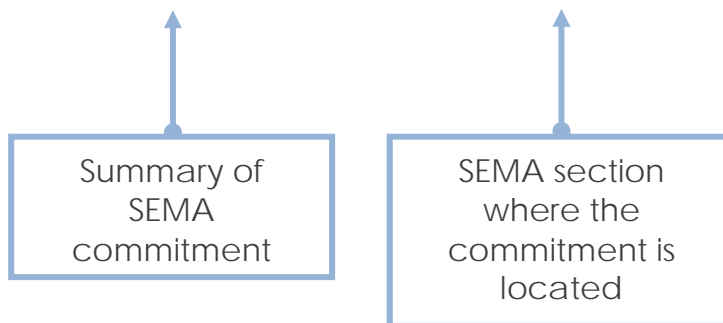 Summary of
SEMA
commitment
SEMA section
where the
commitment is
located